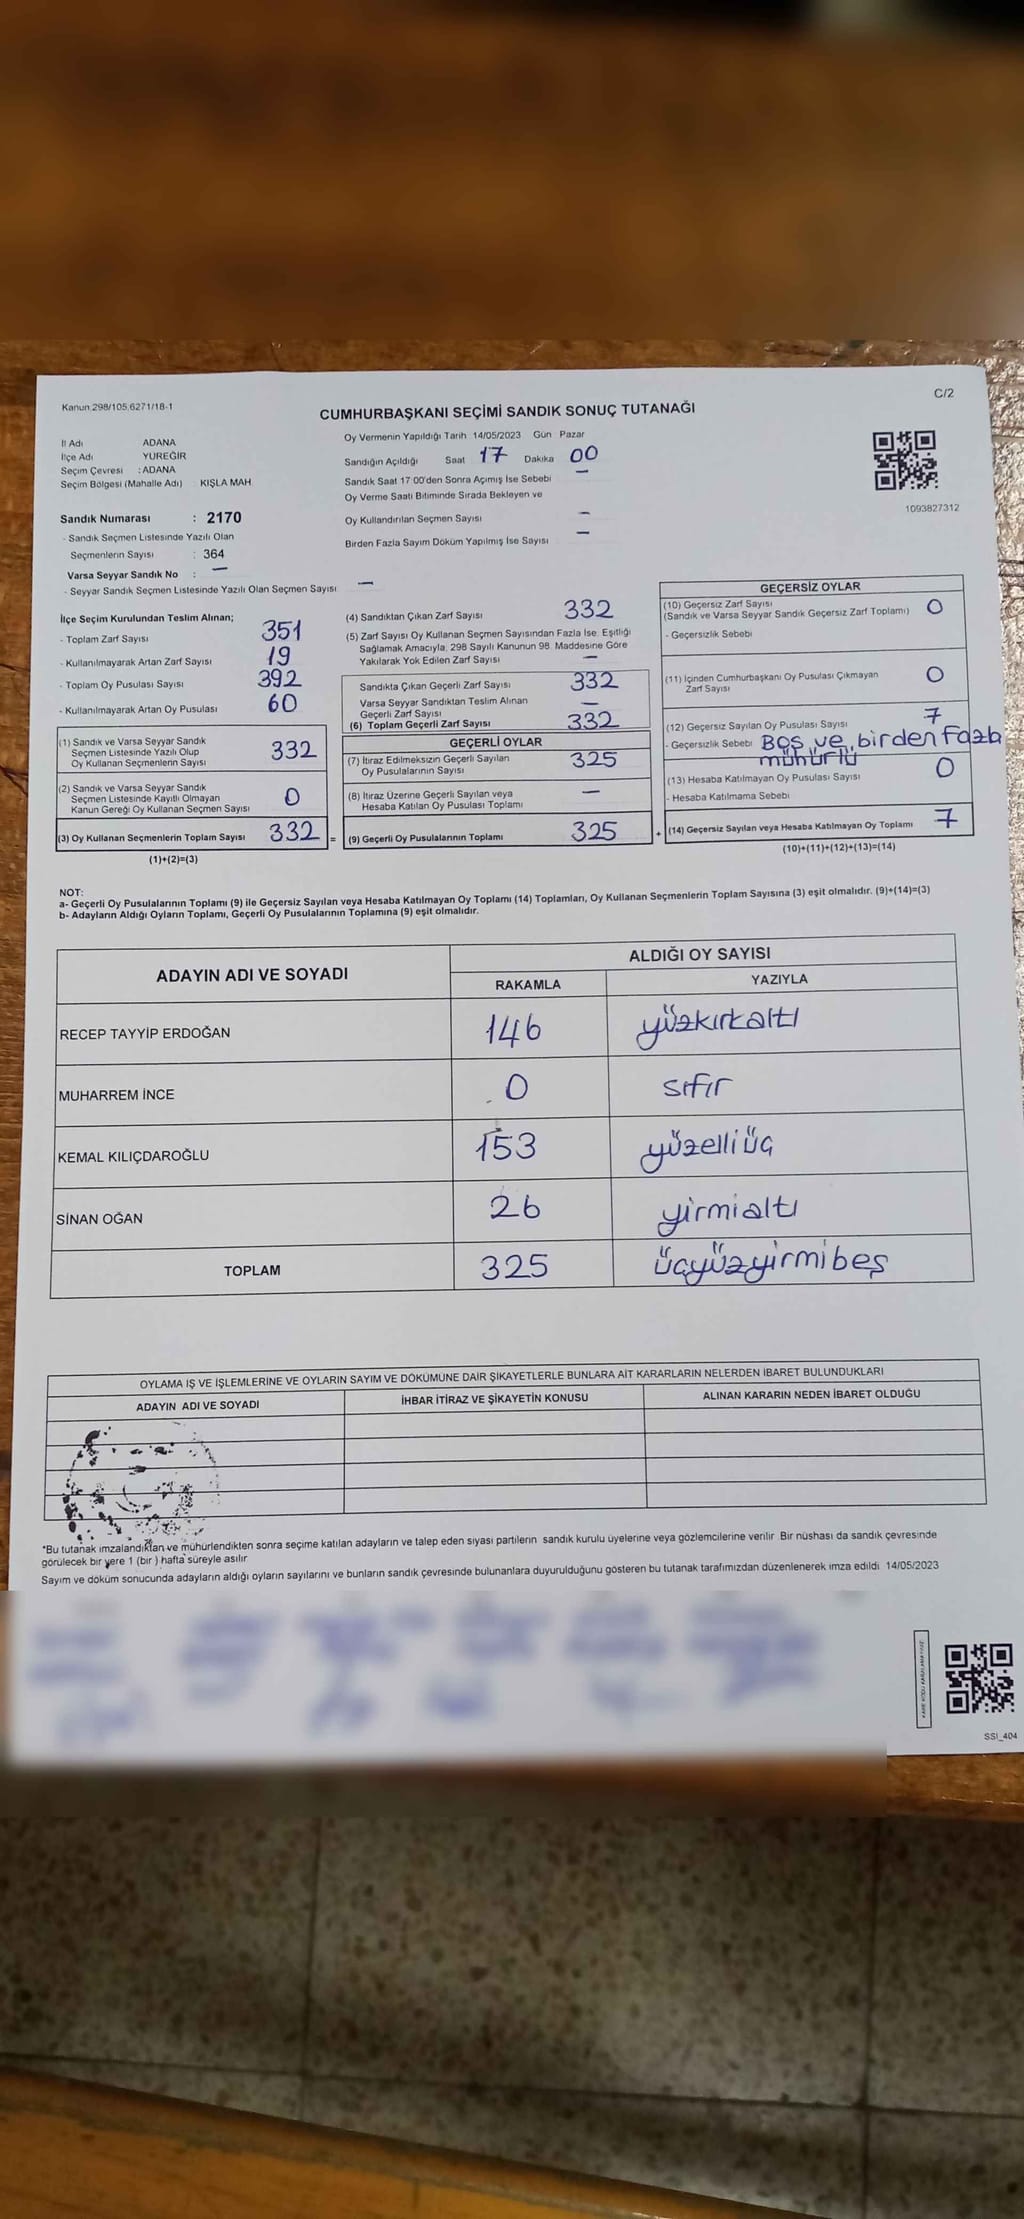 Kanun 298/105,6271/18-1
C/2
CUMHURBAŞKANI SEÇİMİ SANDIK SONUÇ TUTANAĞI
İl Adı ADANA
İlçe Adı YÜREĞİR
Seçim Çevresi : ADANA
Seçim Bölgesi (Mahalle Adı) KIŞLA MAH
Oy Vermenin Yapıldığı Tarih 14/05/2023 Gün Pazar
Sandığın Açıldığı Saat 17 Dakika 00
Sandık Saat 17 00'den Sonra Açımış İse Sebebi —
Oy Verme Saati Bitiminde Sırada Bekleyen ve
Oy Kullandırılan Seçmen Sayısı —
Birden Fazla Sayım Döküm Yapılmış İse Sayısı —
1093827312
Sandık Numarası : 2170
- Sandık Seçmen Listesinde Yazılı Olan
Seçmenlerin Sayısı : 364
Varsa Seyyar Sandık No : —
- Seyyar Sandık Seçmen Listesinde Yazılı Olan Seçmen Sayısı —
İlçe Seçim Kurulundan Teslim Alınan;
- Toplam Zarf Sayısı 351
- Kullanılmayarak Artan Zarf Sayısı 19
- Toplam Oy Pusulası Sayısı 392
- Kullanılmayarak Artan Oy Pusulası 60
(1) Sandık ve Varsa Seyyar Sandık
Seçmen Listesinde Yazılı Olup
Oy Kullanan Seçmenlerin Sayısı 332
(2) Sandık ve Varsa Seyyar Sandık
Seçmen Listesinde Kayıtlı Olmayan
Kanun Gereği Oy Kullanan Seçmen Sayısı 0
(3) Oy Kullanan Seçmenlerin Toplam Sayısı 332 =
(1)+(2)=(3)
(4) Sandıktan Çıkan Zarf Sayısı 332
(5) Zarf Sayısı Oy Kullanan Seçmen Sayısından Fazla İse, Eşitliği
Sağlamak Amacıyla, 298 Sayılı Kanunun 98 Maddesine Göre
Yakılarak Yok Edilen Zarf Sayısı —
Sandıkta Çıkan Geçerli Zarf Sayısı 332
Varsa Seyyar Sandıktan Teslim Alınan
Geçerli Zarf Sayısı —
(6) Toplam Geçerli Zarf Sayısı 332
GEÇERLİ OYLAR
(7) İtiraz Edilmeksizin Geçerli Sayılan
Oy Pusulalarının Sayısı 325
(8) İtiraz Üzerine Geçerli Sayılan veya
Hesaba Katılan Oy Pusulası Toplamı —
(9) Geçerli Oy Pusulalarının Toplamı 325 +
GEÇERSİZ OYLAR
(10) Geçersiz Zarf Sayısı
(Sandık ve Varsa Seyyar Sandık Geçersiz Zarf Toplamı) 0
- Geçersizlik Sebebi
(11) İçinden Cumhurbaşkanı Oy Pusulası Çıkmayan
Zarf Sayısı 0
(12) Geçersiz Sayılan Oy Pusulası Sayısı 7
- Geçersizlik Sebebi Boş ve birden fazla
mühürlü
(13) Hesaba Katılmayan Oy Pusulası Sayısı 0
- Hesaba Katılmama Sebebi
(14) Geçersiz Sayılan veya Hesaba Katılmayan Oy Toplamı 7
(10)+(11)+(12)+(13)=(14)
NOT:
a- Geçerli Oy Pusulalarının Toplamı (9) ile Geçersiz Sayılan veya Hesaba Katılmayan Oy Toplamı (14) Toplamları, Oy Kullanan Seçmenlerin Toplam Sayısına (3) eşit olmalıdır. (9)+(14)=(3)
b- Adayların Aldığı Oyların Toplamı, Geçerli Oy Pusulalarının Toplamına (9) eşit olmalıdır.
ADAYIN ADI VE SOYADI
ALDIĞI OY SAYISI
RAKAMLA YAZIYLA
RECEP TAYYİP ERDOĞAN 146 yüzkırkaltı
MUHARREM İNCE 0 sıfır
KEMAL KILIÇDAROĞLU 153 yüzelliüç
SİNAN OĞAN 26 yirmialtı
TOPLAM 325 üçyüzyirmibeş
OYLAMA İŞ VE İŞLEMLERİNE VE OYLARIN SAYIM VE DÖKÜMÜNE DAİR ŞİKAYETLERLE BUNLARA AİT KARARLARIN NELERDEN İBARET BULUNDUKLARI
ADAYIN ADI VE SOYADI İHBAR İTİRAZ VE ŞİKAYETİN KONUSU ALINAN KARARIN NEDEN İBARET OLDUĞU
*Bu tutanak imzalandıktan ve mühürlendikten sonra seçime katılan adayların ve talep eden siyasi partilerin sandık kurulu üyelerine veya gözlemcilerine verilir Bir nüshası da sandık çevresinde
görülecek bir yere 1 (bir ) hafta süreyle asılır
Sayım ve döküm sonucunda adayların aldığı oyların sayılarını ve bunların sandık çevresinde bulunanlara duyurulduğunu gösteren bu tutanak tarafımızdan düzenlenerek imza edildi 14/05/2023
SSI_404